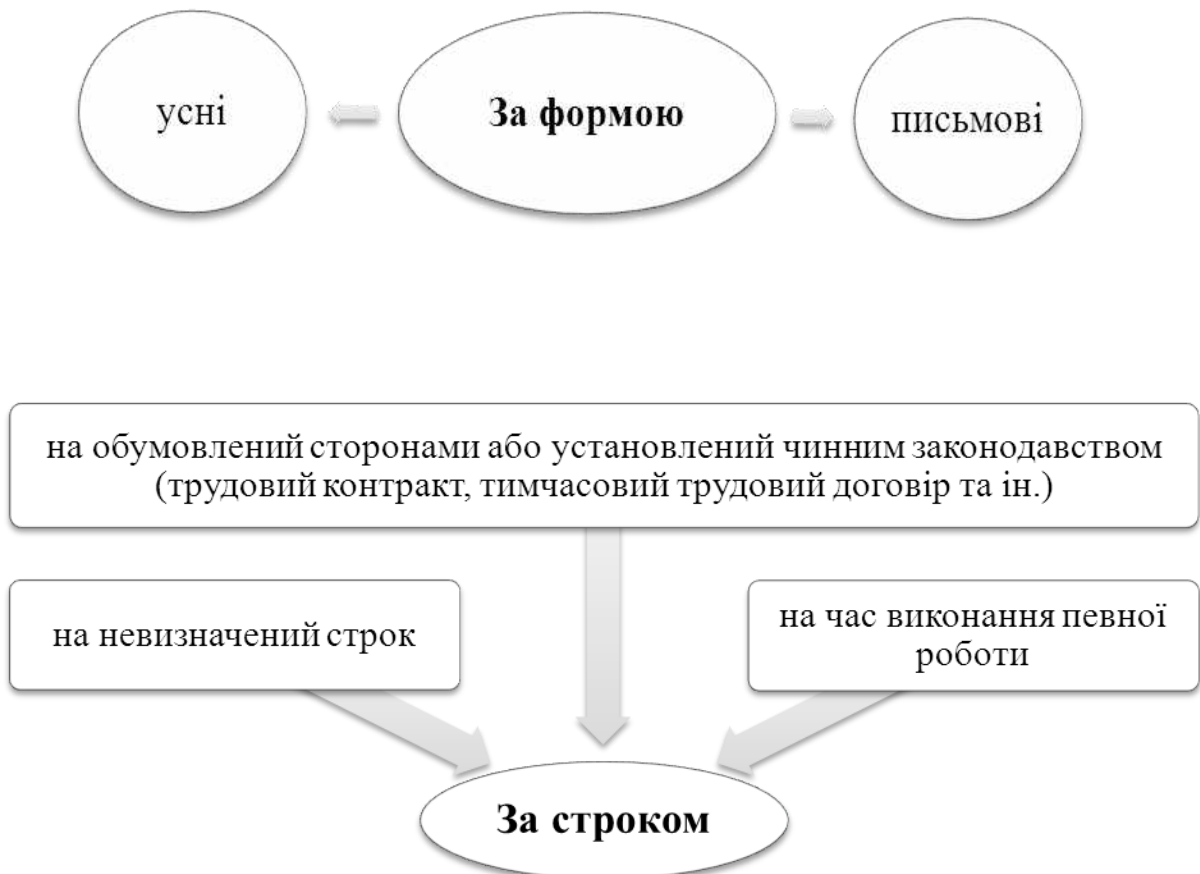 усні
За формою
письмові
на обумовлений сторонами або установлений чинним законодавством
(трудовий контракт, тимчасовий трудовий договір та ін.)
на невизначений строк
на час виконання певної
роботи
За строком